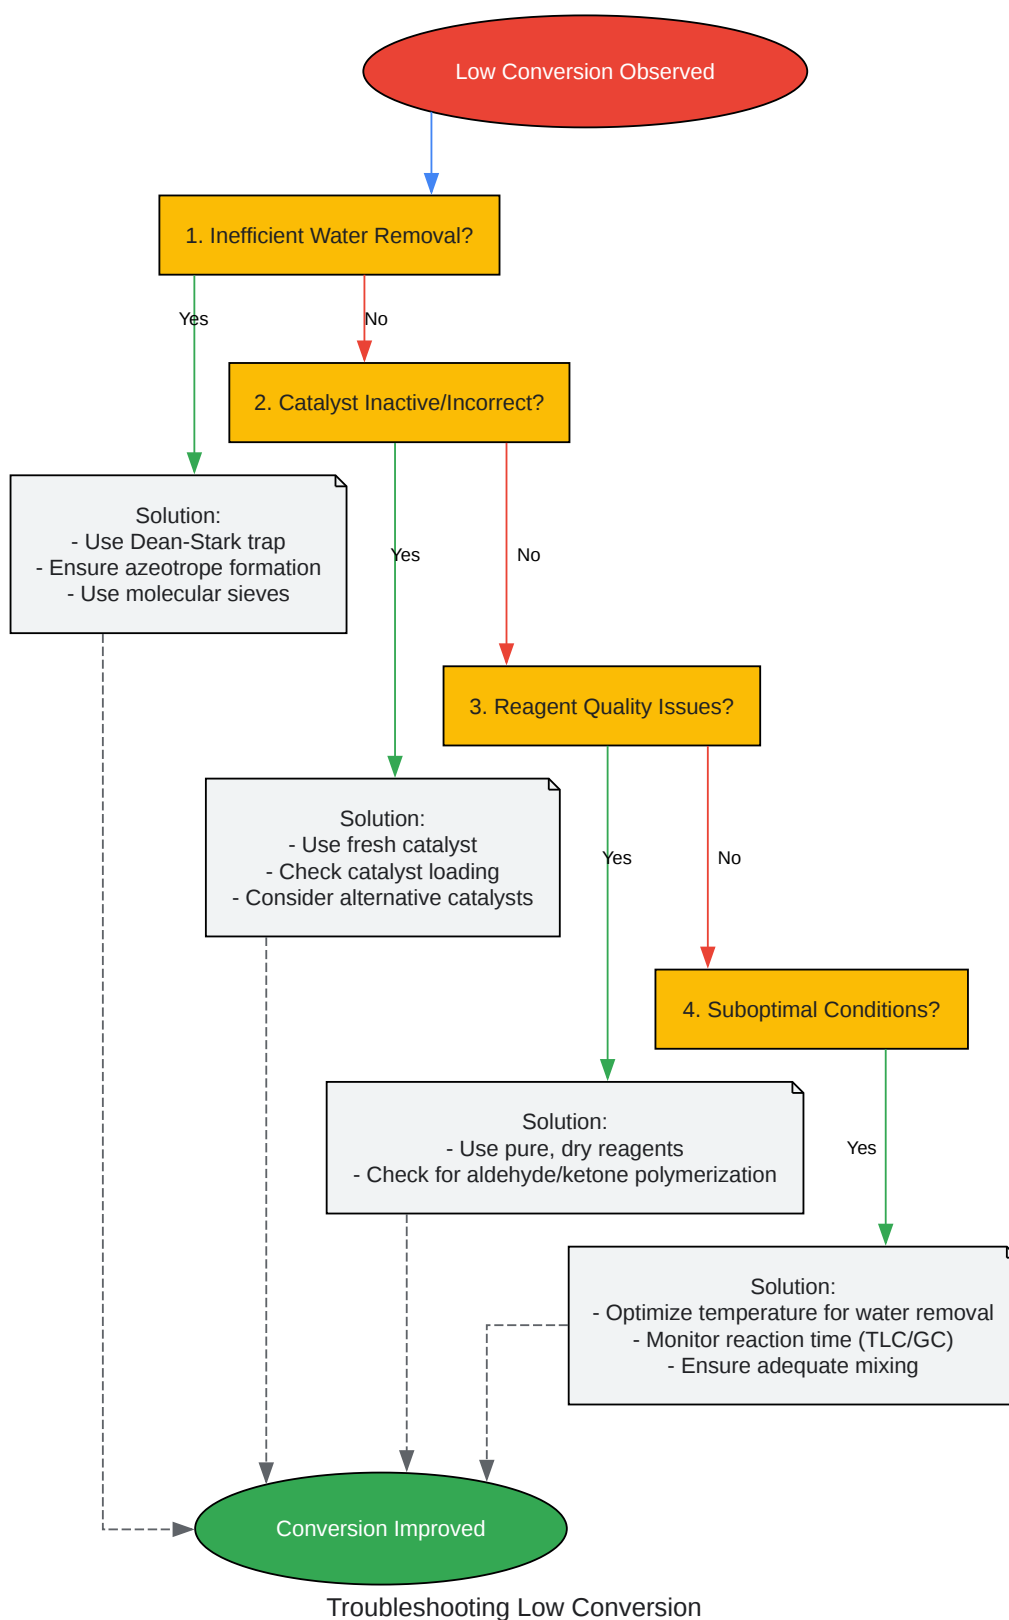 Low Conversion Observed
1. Inefficient Water Removal?
Yes
No
2. Catalyst Inactive/Incorrect?
Solution:
- Use Dean-Stark trap
- Ensure azeotrope formation
- Use molecular sieves
Yes
No
3. Reagent Quality Issues?
Solution:
- Use fresh catalyst
- Check catalyst loading
- Consider alternative catalysts
Yes
No
4. Suboptimal Conditions?
Solution:
- Use pure, dry reagents
- Check for aldehyde/ketone polymerization
Yes
Solution:
- Optimize temperature for water removal
- Monitor reaction time (TLC/GC)
- Ensure adequate mixing
Conversion Improved
Troubleshooting Low Conversion